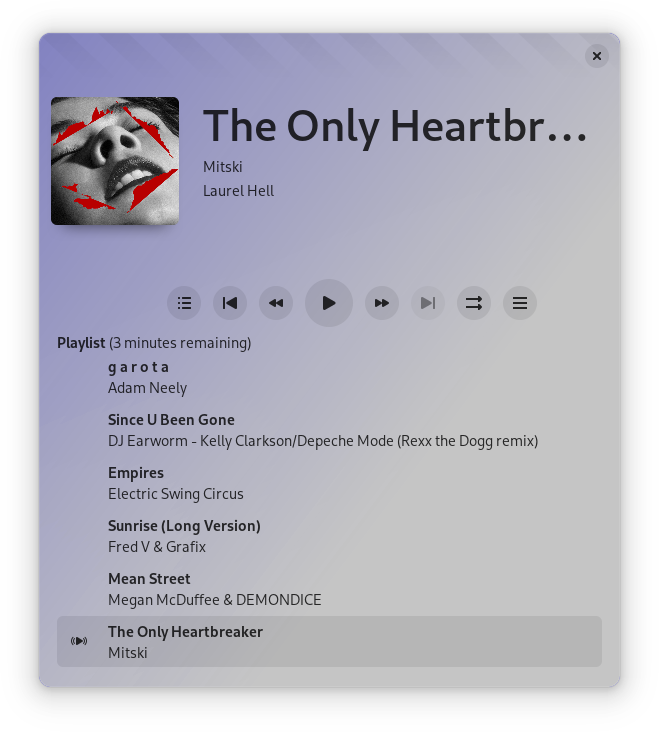 The Only Heartbr...
Mitski
Laurel Hell
Playlist (3 minutes remaining)
g a r o t a
Adam Neely
Since U Been Gone
DJ Earworm - Kelly Clarkson/Depeche Mode (Rexx the Dogg remix)
Empires
Electric Swing Circus
Sunrise (Long Version)
Fred V & Grafix
Mean Street
Megan McDuffee & DEMONDICE
The Only Heartbreaker
Mitski